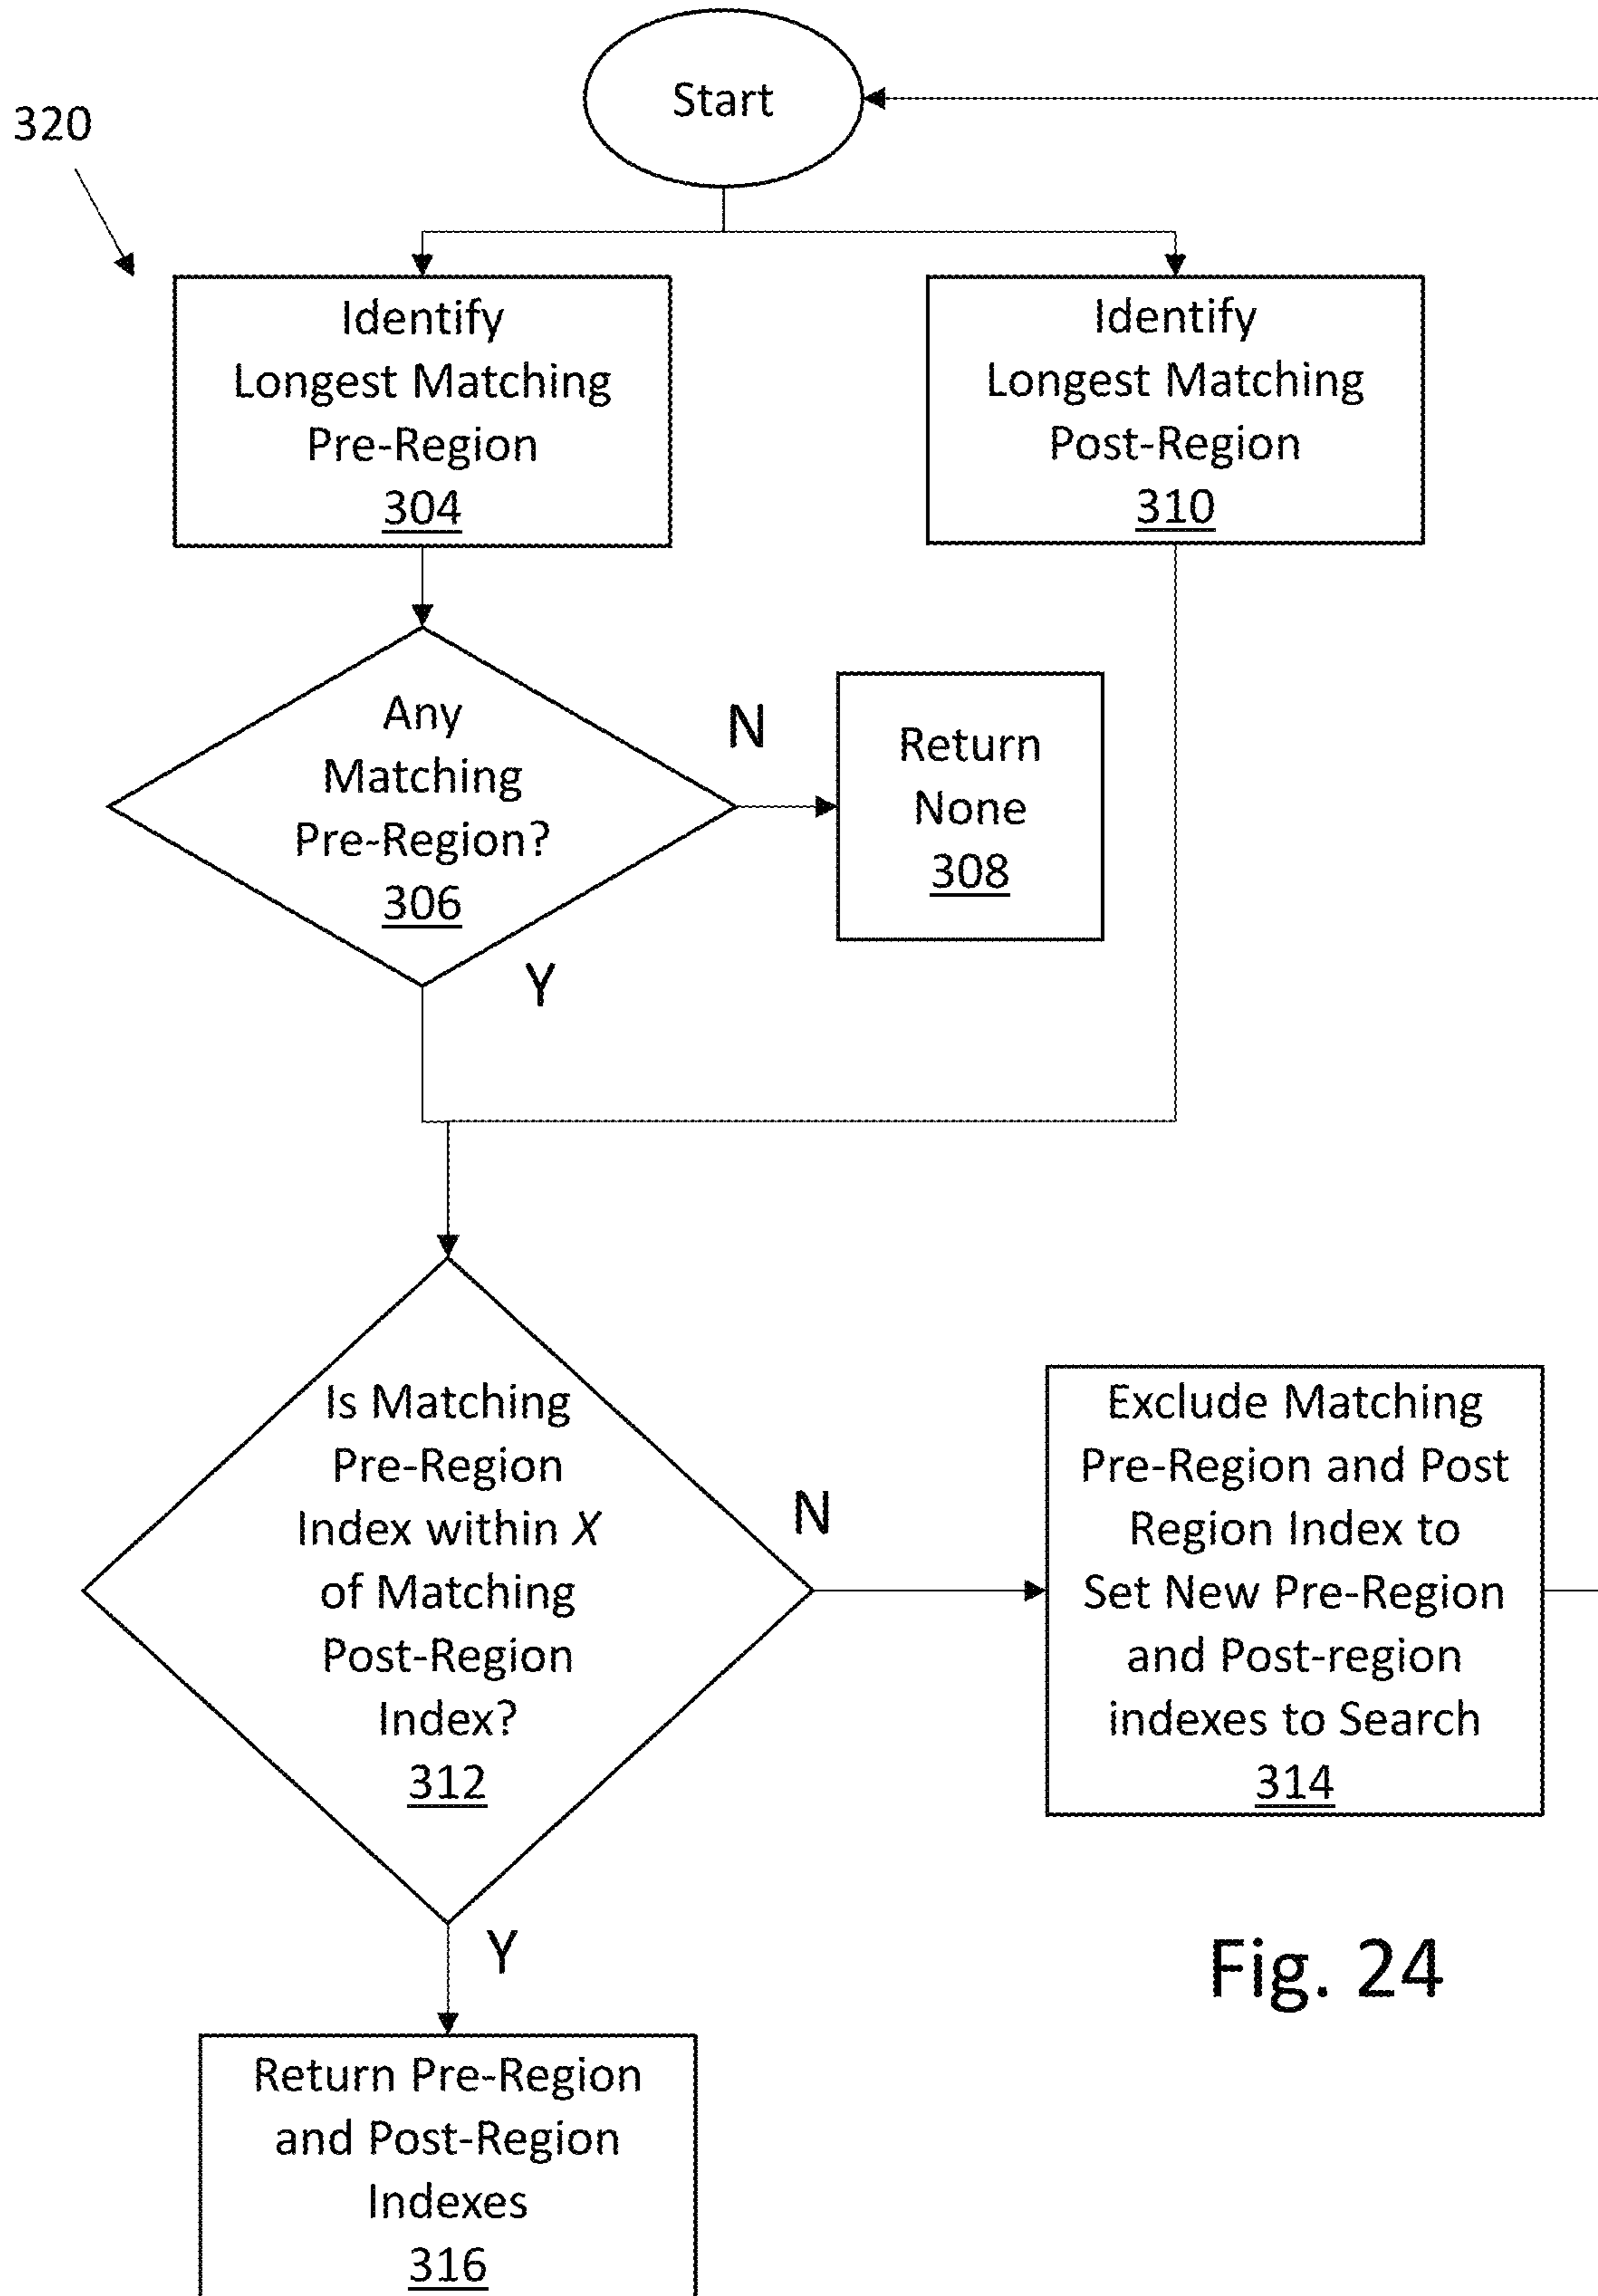 Start
320
Identify
Longest Matching
Pre-Region
304
Identify
Longest Matching
Post-Region
310
Any
Matching
Pre-Region?
306
N
Return
None
308
Y
Is Matching
Pre-Region
Index within X
of Matching
Post-Region
Index?
312
N
Exclude Matching
Pre-Region and Post
Region Index to
Set New Pre-Region
and Post-region
indexes to Search
314
Y
Return Pre-Region
and Post-Region
Indexes
316
Fig. 24